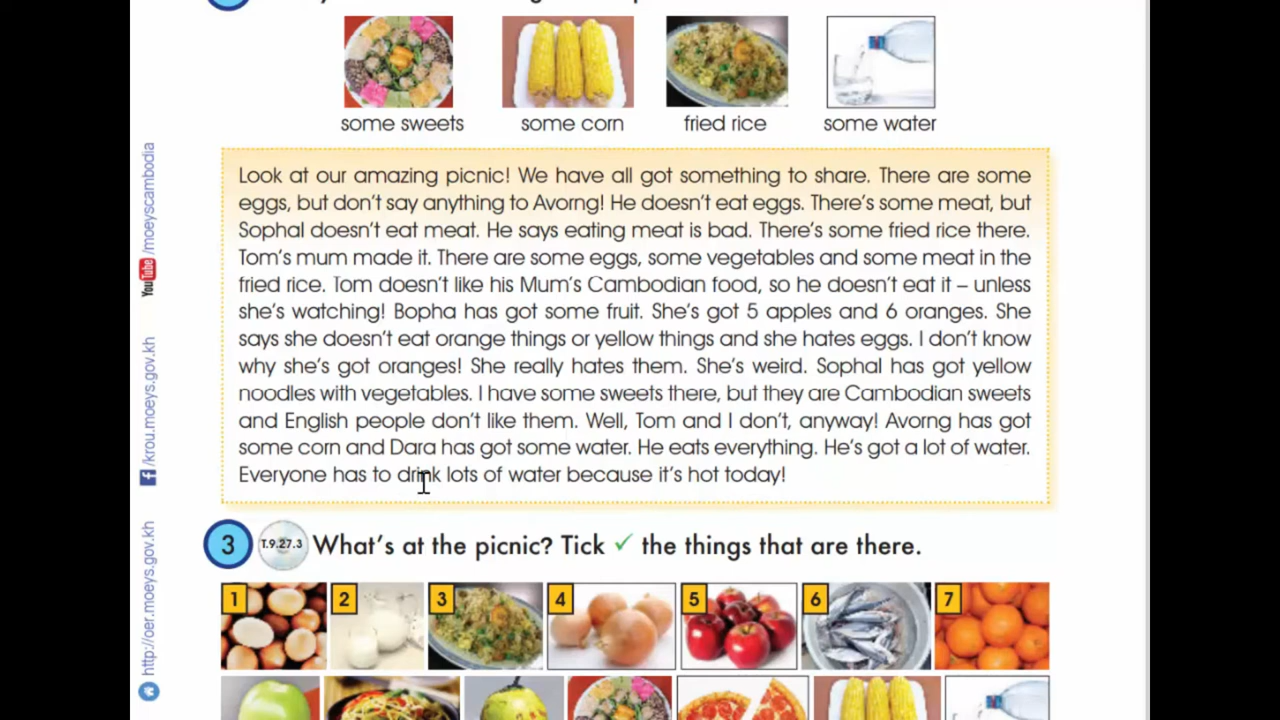 some sweets
some corn
fried rice
some water
Look at our amazing picnic! We have all got something to share. There are some
eggs, but don't say anything to Avorng! He doesn't eat eggs. There's some meat, but
Sophal doesn't eat meat. He says eating meat is bad. There's some fried rice there.
Tom's mum made it. There are some eggs, some vegetables and some meat in the
fried rice. Tom doesn't like his Mum's Cambodian food, so he doesn't eat it – unless
she's watching! Bopha has got some fruit. She's got 5 apples and 6 oranges. She
says she doesn't eat orange things or yellow things and she hates eggs. I don't know
why she's got oranges! She really hates them. She's weird. Sophal has got yellow
noodles with vegetables. I have some sweets there, but they are Cambodian sweets
and English people don't like them. Well, Tom and I don't, anyway! Avorng has got
some corn and Dara has got some water. He eats everything. He's got a lot of water.
Everyone has to drink lots of water because it's hot today!
3 T.9.27.3 What's at the picnic? Tick ✓ the things that are there.
1
2
3
4
5
6
7
YouTube /moeyscambodia
f /krou.moeys.gov.kh
http://oer.moeys.gov.kh